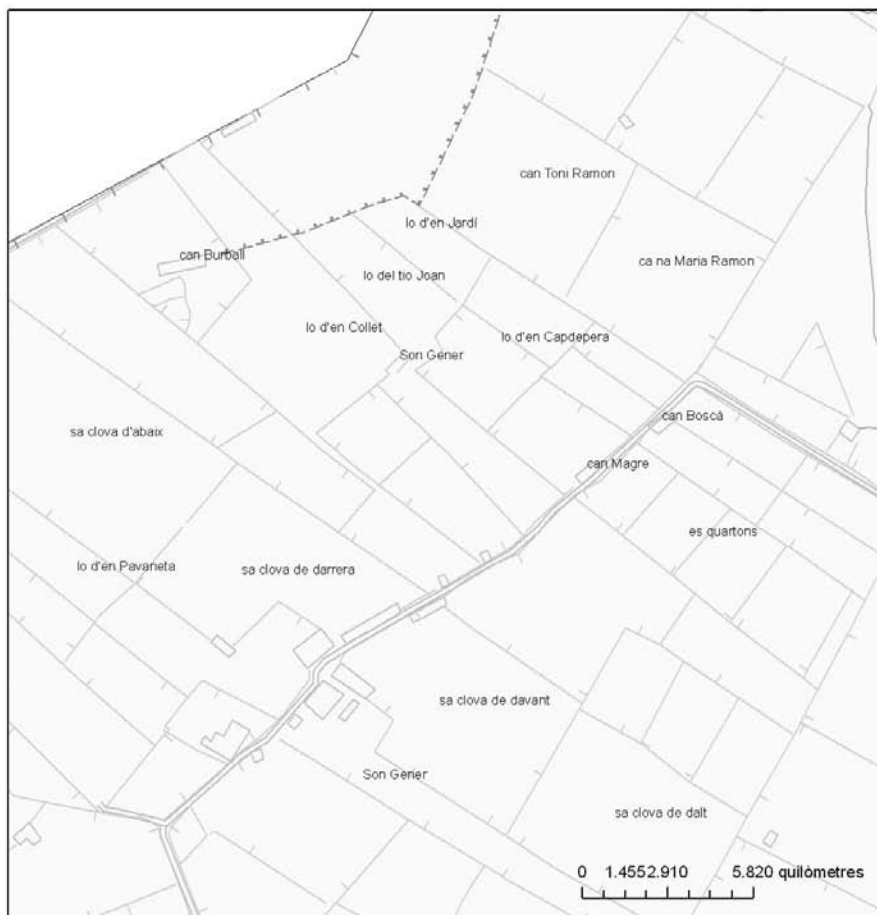 can Toni Ramon
lo d'en Jardí
can Burball
ca na Maria Ramon
lo del tio Joan
lo d'en Collet
lo d'en Capdepera
Son Gener
can Boscà
sa clova d'abaix
can Magre
es quartons
lo d'en Pavaneta
sa clova de darrera
sa clova de davant
Son Gener
sa clova de dalt
0 1.4552.910 5.820 quilòmetres